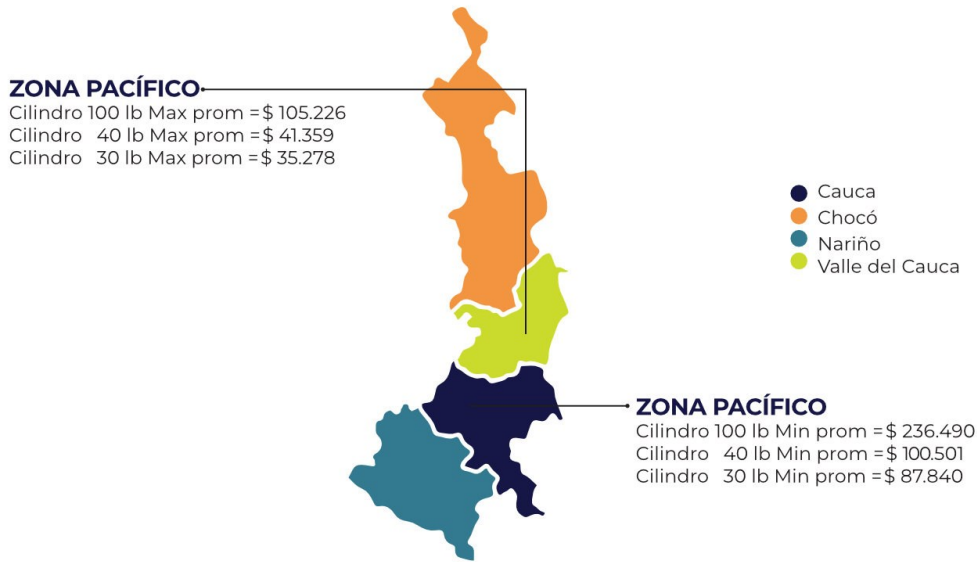 ZONA PACÍFICO
Cilindro 100 lb Max prom = $ 105.226
Cilindro 40 lb Max prom = $ 41.359
Cilindro 30 lb Max prom = $ 35.278
Cauca
Chocó
Nariño
Valle del Cauca
ZONA PACÍFICO
Cilindro 100 lb Min prom = $ 236.490
Cilindro 40 lb Min prom = $ 100.501
Cilindro 30 lb Min prom = $ 87.840